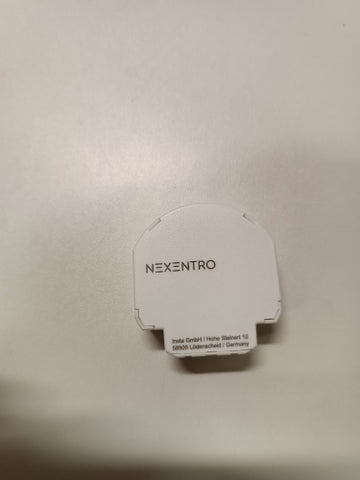 NEXENTRO
Insta GmbH I Hohe Steinert 10
58509 Lüdenscheid / Germany